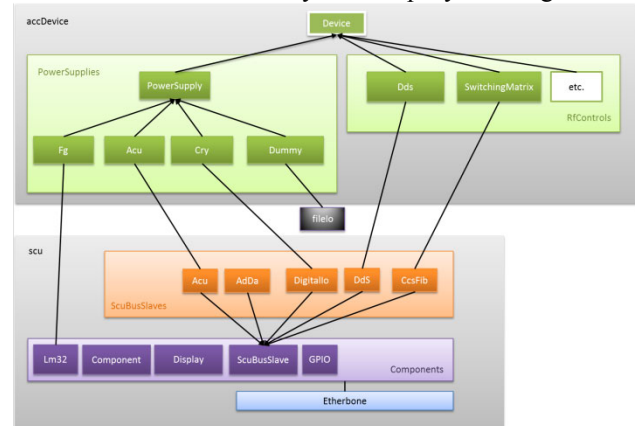 accDevice
Device
PowerSupplies
PowerSupply
Dds
SwitchingMatrix
etc.
RfControls
Fg
Acu
Cry
Dummy
fileIo
scu
Acu
AdDa
DigitalIo
DdS
CcsFib
ScuBusSlaves
Lm32
Component
Display
ScuBusSlave
GPIO
Components
Etherbone